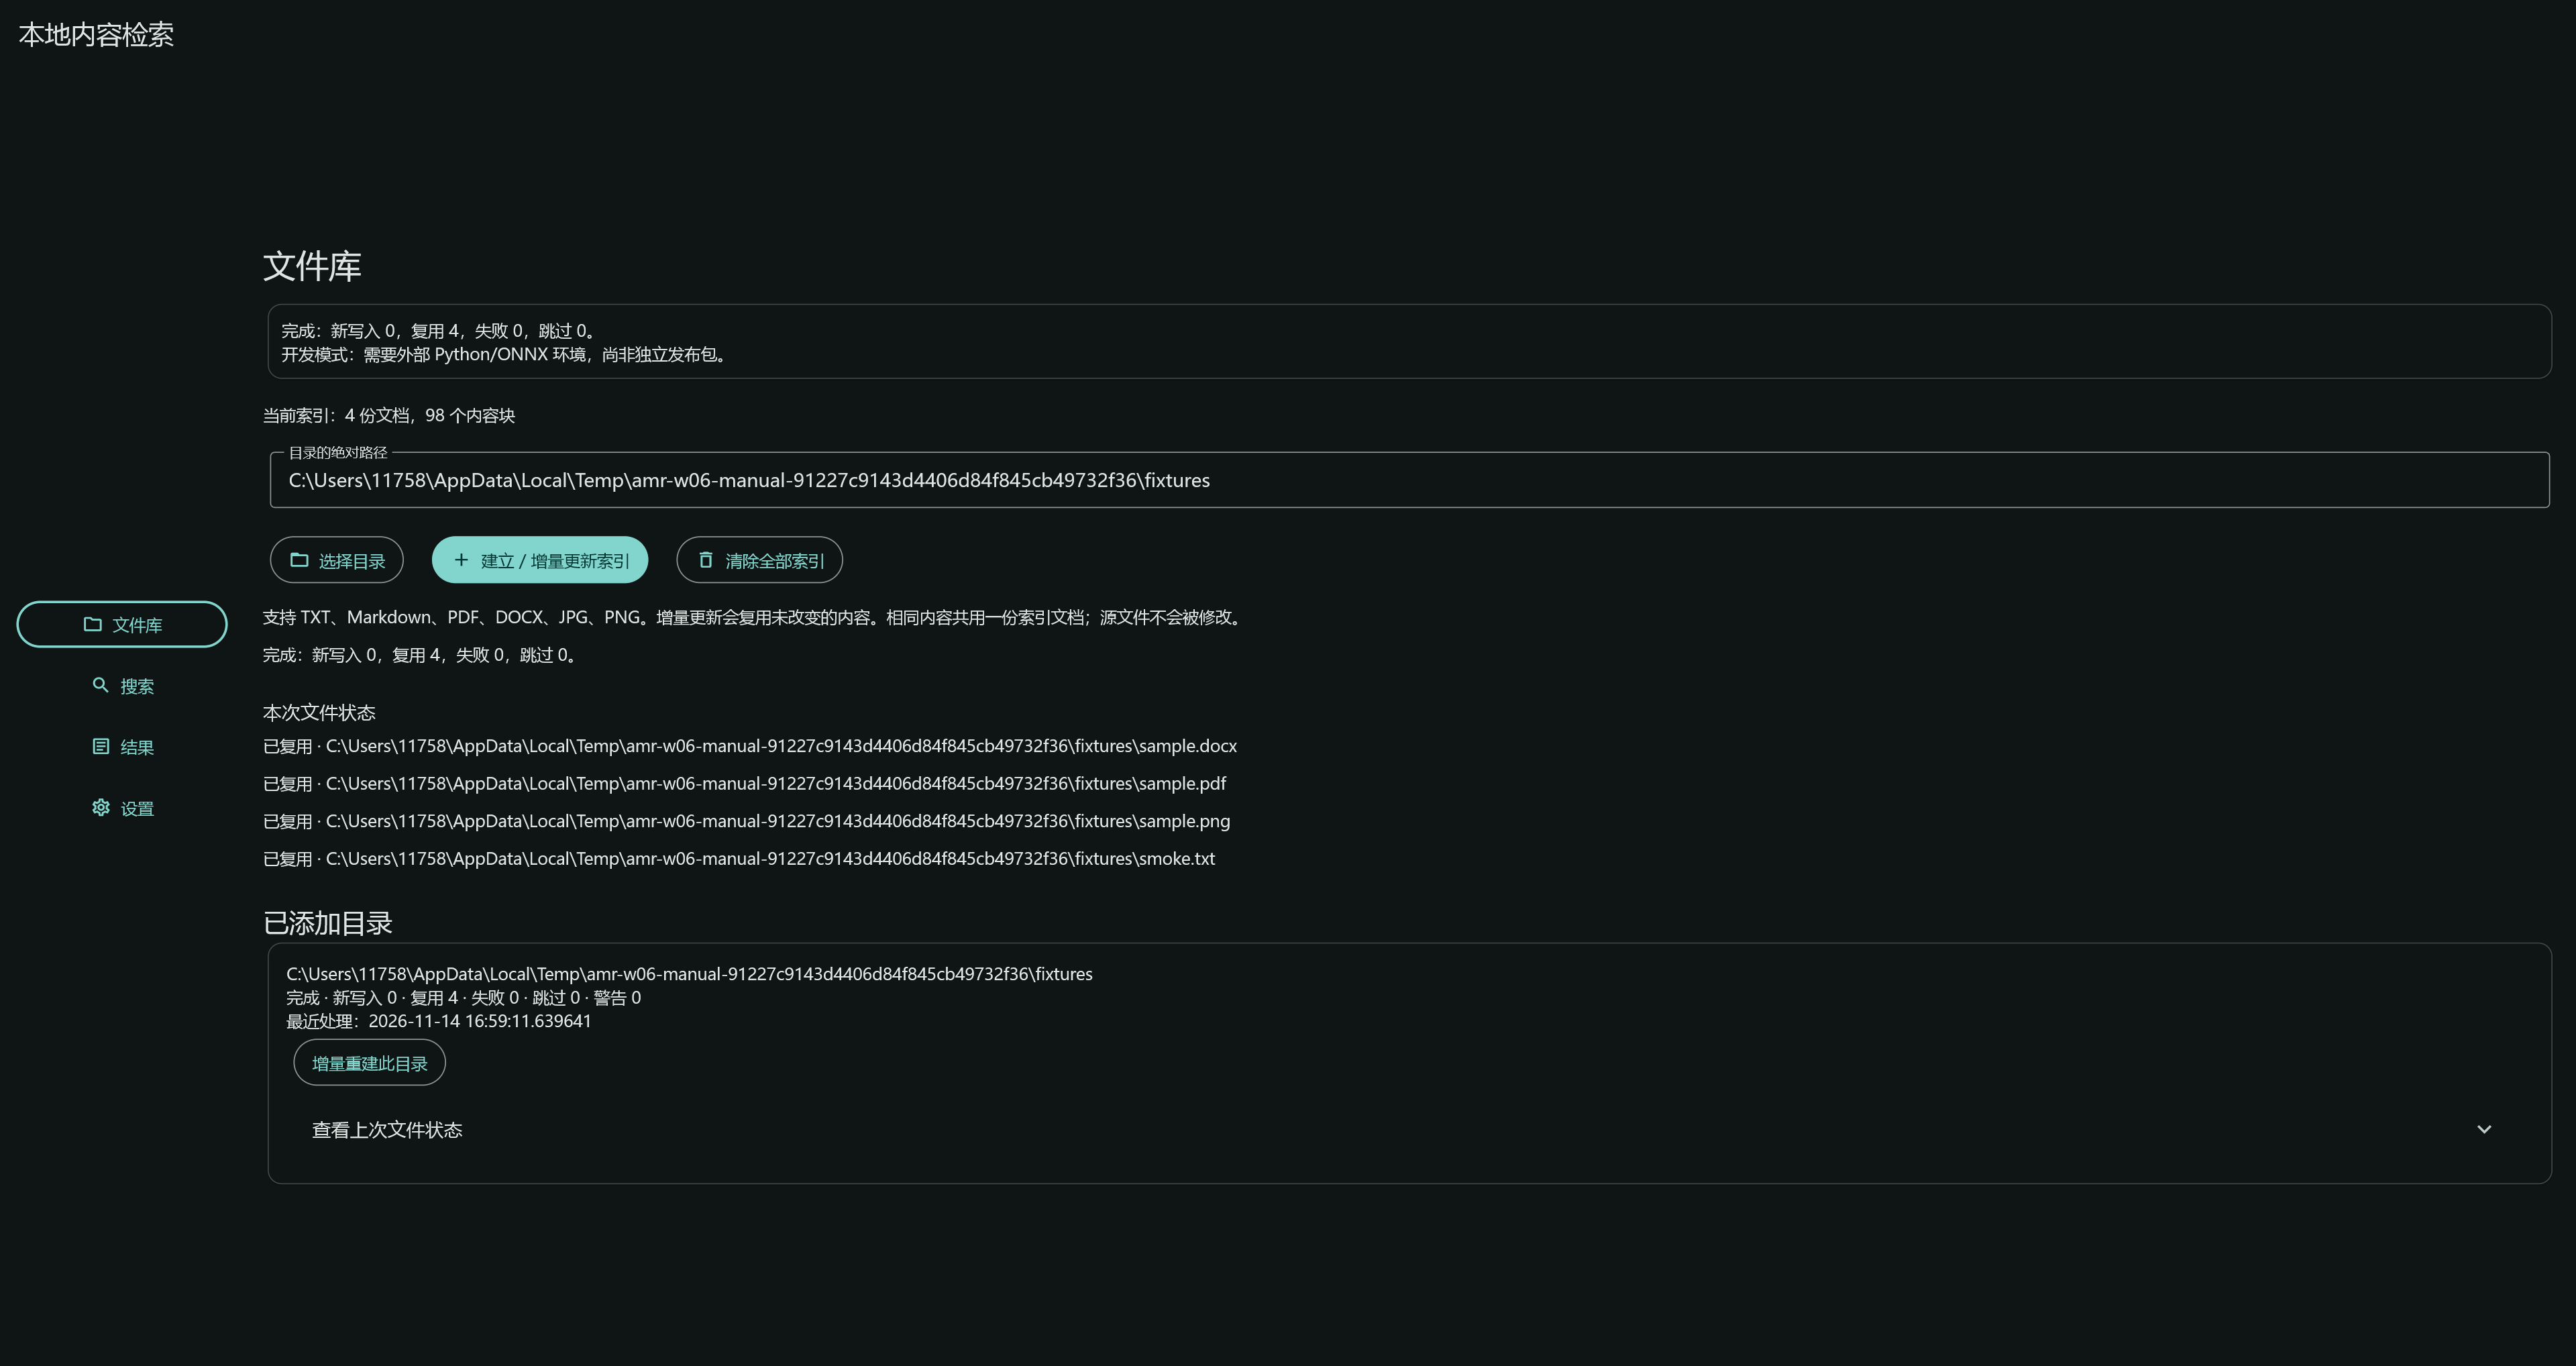 本地内容检索
文件库
完成：新写入 0，复用 4，失败 0，跳过 0。
开发模式：需要外部 Python/ONNX 环境，尚非独立发布包。
当前索引：4 份文档，98 个内容块
目录的绝对路径
C:\Users\11758\AppData\Local\Temp\amr-w06-manual-91227c9143d4406d84f845cb49732f36\fixtures
选择目录
建立 / 增量更新索引
清除全部索引
支持 TXT、Markdown、PDF、DOCX、JPG、PNG。增量更新会复用未改变的内容。相同内容共用一份索引文档；源文件不会被修改。
完成：新写入 0，复用 4，失败 0，跳过 0。
文件库
搜索
结果
设置
本次文件状态
已复用 · C:\Users\11758\AppData\Local\Temp\amr-w06-manual-91227c9143d4406d84f845cb49732f36\fixtures\sample.docx
已复用 · C:\Users\11758\AppData\Local\Temp\amr-w06-manual-91227c9143d4406d84f845cb49732f36\fixtures\sample.pdf
已复用 · C:\Users\11758\AppData\Local\Temp\amr-w06-manual-91227c9143d4406d84f845cb49732f36\fixtures\sample.png
已复用 · C:\Users\11758\AppData\Local\Temp\amr-w06-manual-91227c9143d4406d84f845cb49732f36\fixtures\smoke.txt
已添加目录
C:\Users\11758\AppData\Local\Temp\amr-w06-manual-91227c9143d4406d84f845cb49732f36\fixtures
完成 · 新写入 0 · 复用 4 · 失败 0 · 跳过 0 · 警告 0
最近处理：2026-11-14 16:59:11.639641
增量重建此目录
查看上次文件状态